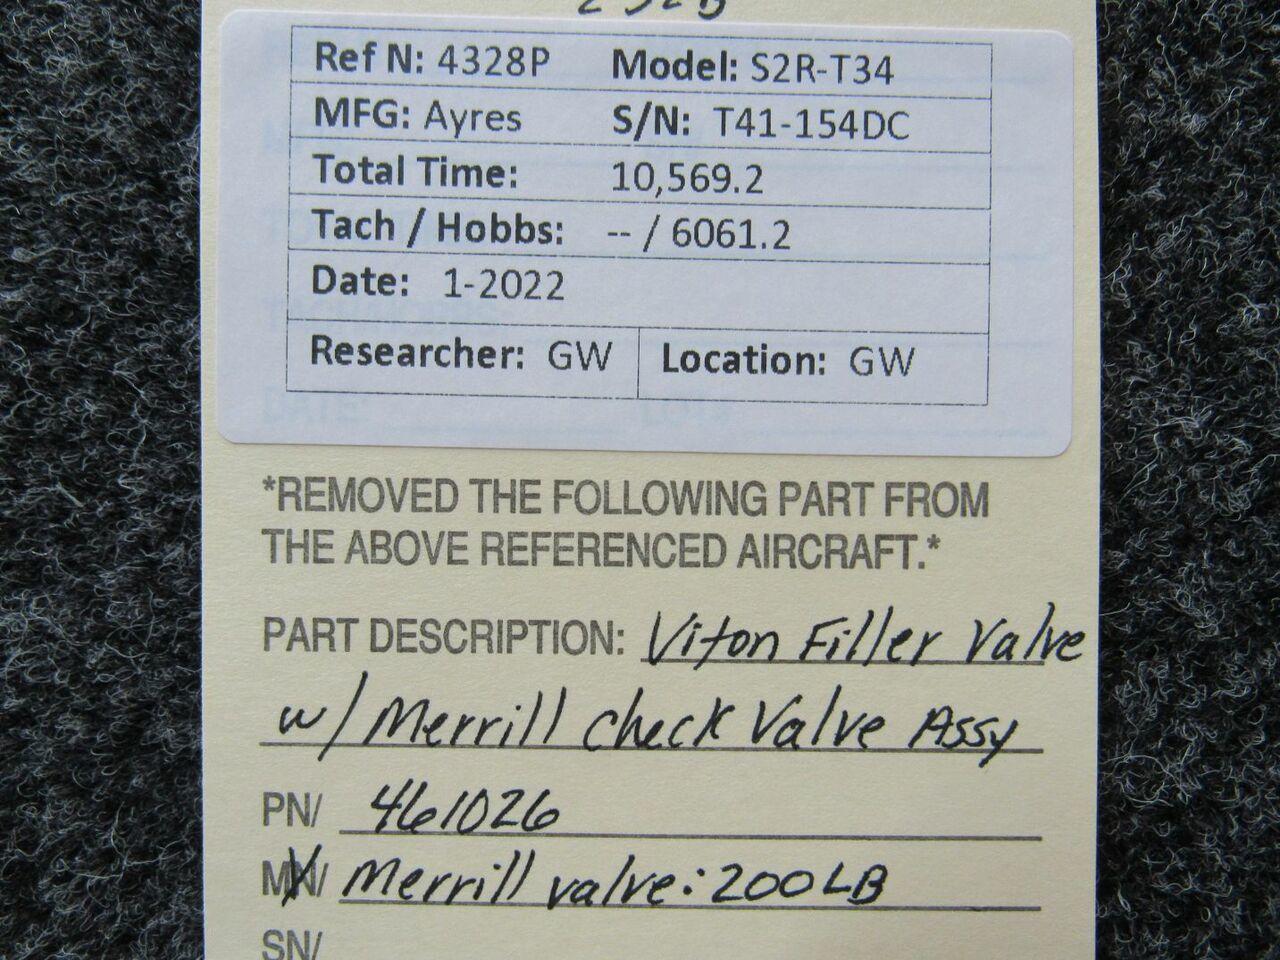 Ref N: 4328P Model: S2R-T34
MFG: Ayres S/N: T41-154DC
Total Time: 10,569.2
Tach / Hobbs: -- / 6061.2
Date: 1-2022
Researcher: GW Location: GW
*REMOVED THE FOLLOWING PART FROM
THE ABOVE REFERENCED AIRCRAFT.*
PART DESCRIPTION: Viton Filler Valve
w/ Merrill check Valve Assy
PN/ 461026
MN/ Merrill valve: 200LB
SN/